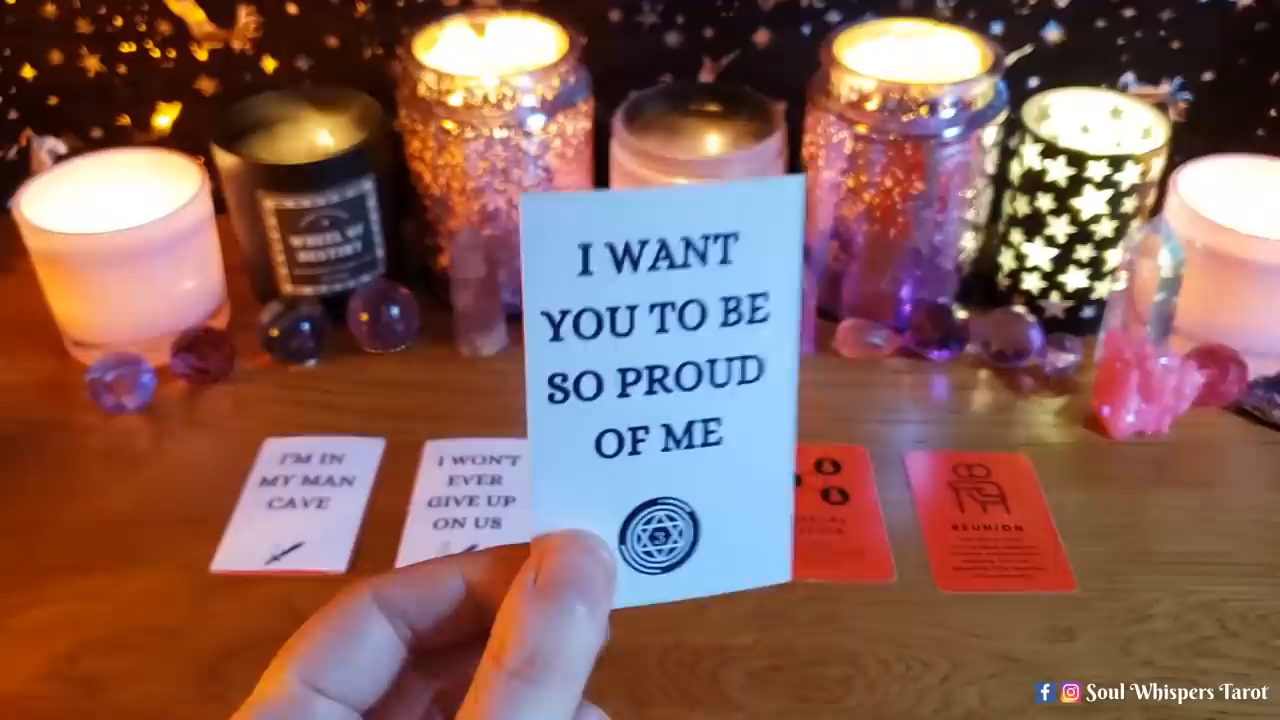 WHEEL OF
DESTINY
I WANT
YOU TO BE
SO PROUD
OF ME
3
I'M IN
MY MAN
CAVE
I WON'T
EVER
GIVE UP
ON US
REUNION
Soul Whispers Tarot